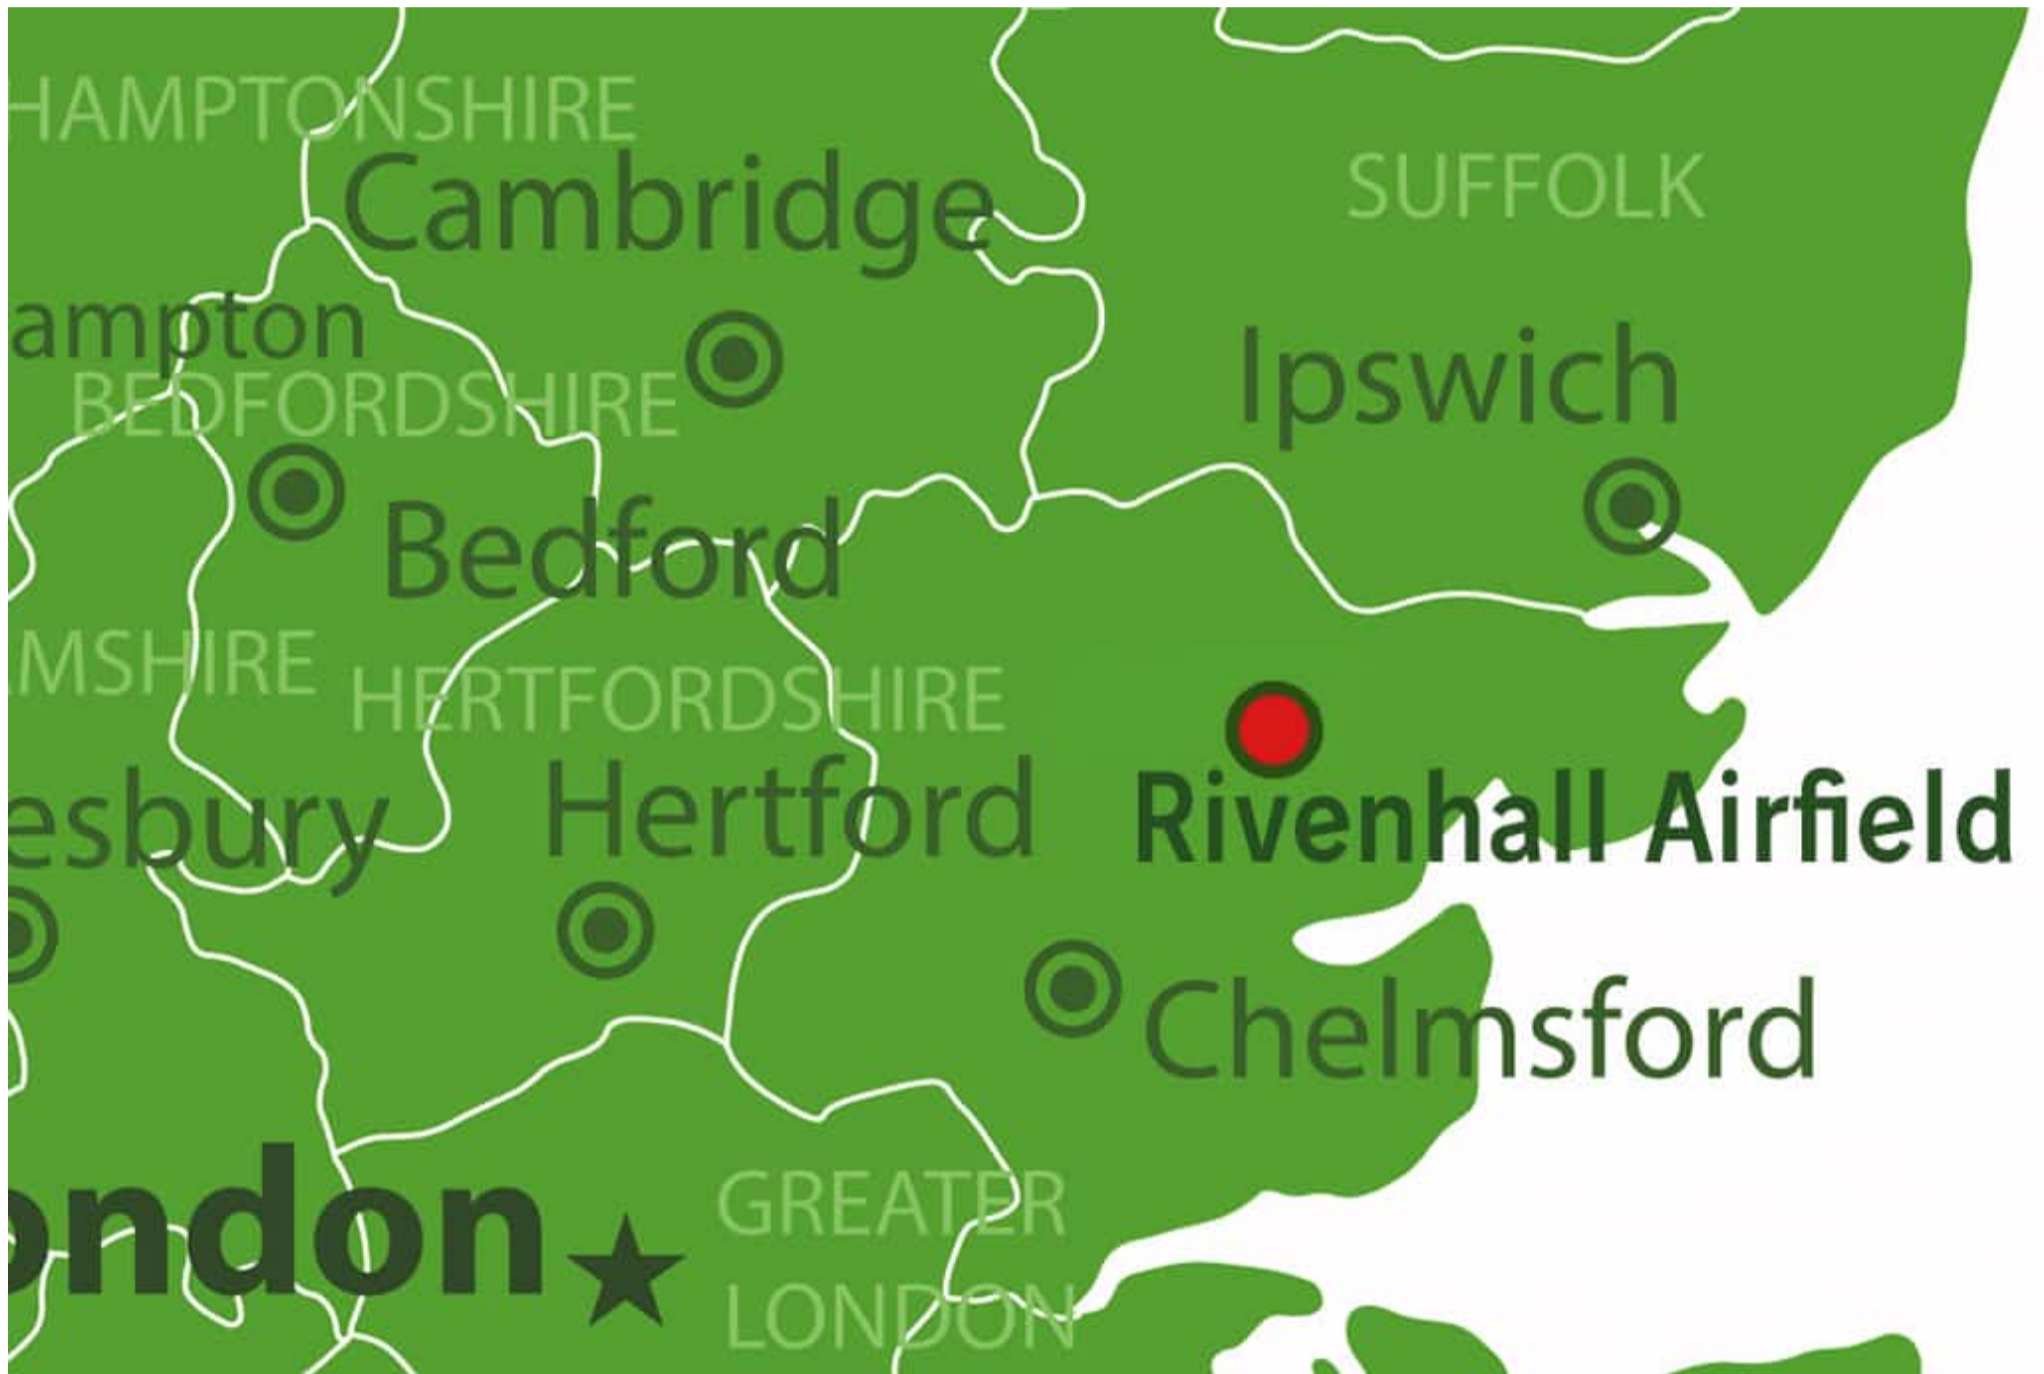 HAMPTONSHIRE
Cambridge
SUFFOLK
ampton
Ipswich
BEDFORDSHIRE
Bedford
MSHIRE
HERTFORDSHIRE
esbury
Hertford
Rivenhall Airfield
Chelmsford
ondon
GREATER
LONDON